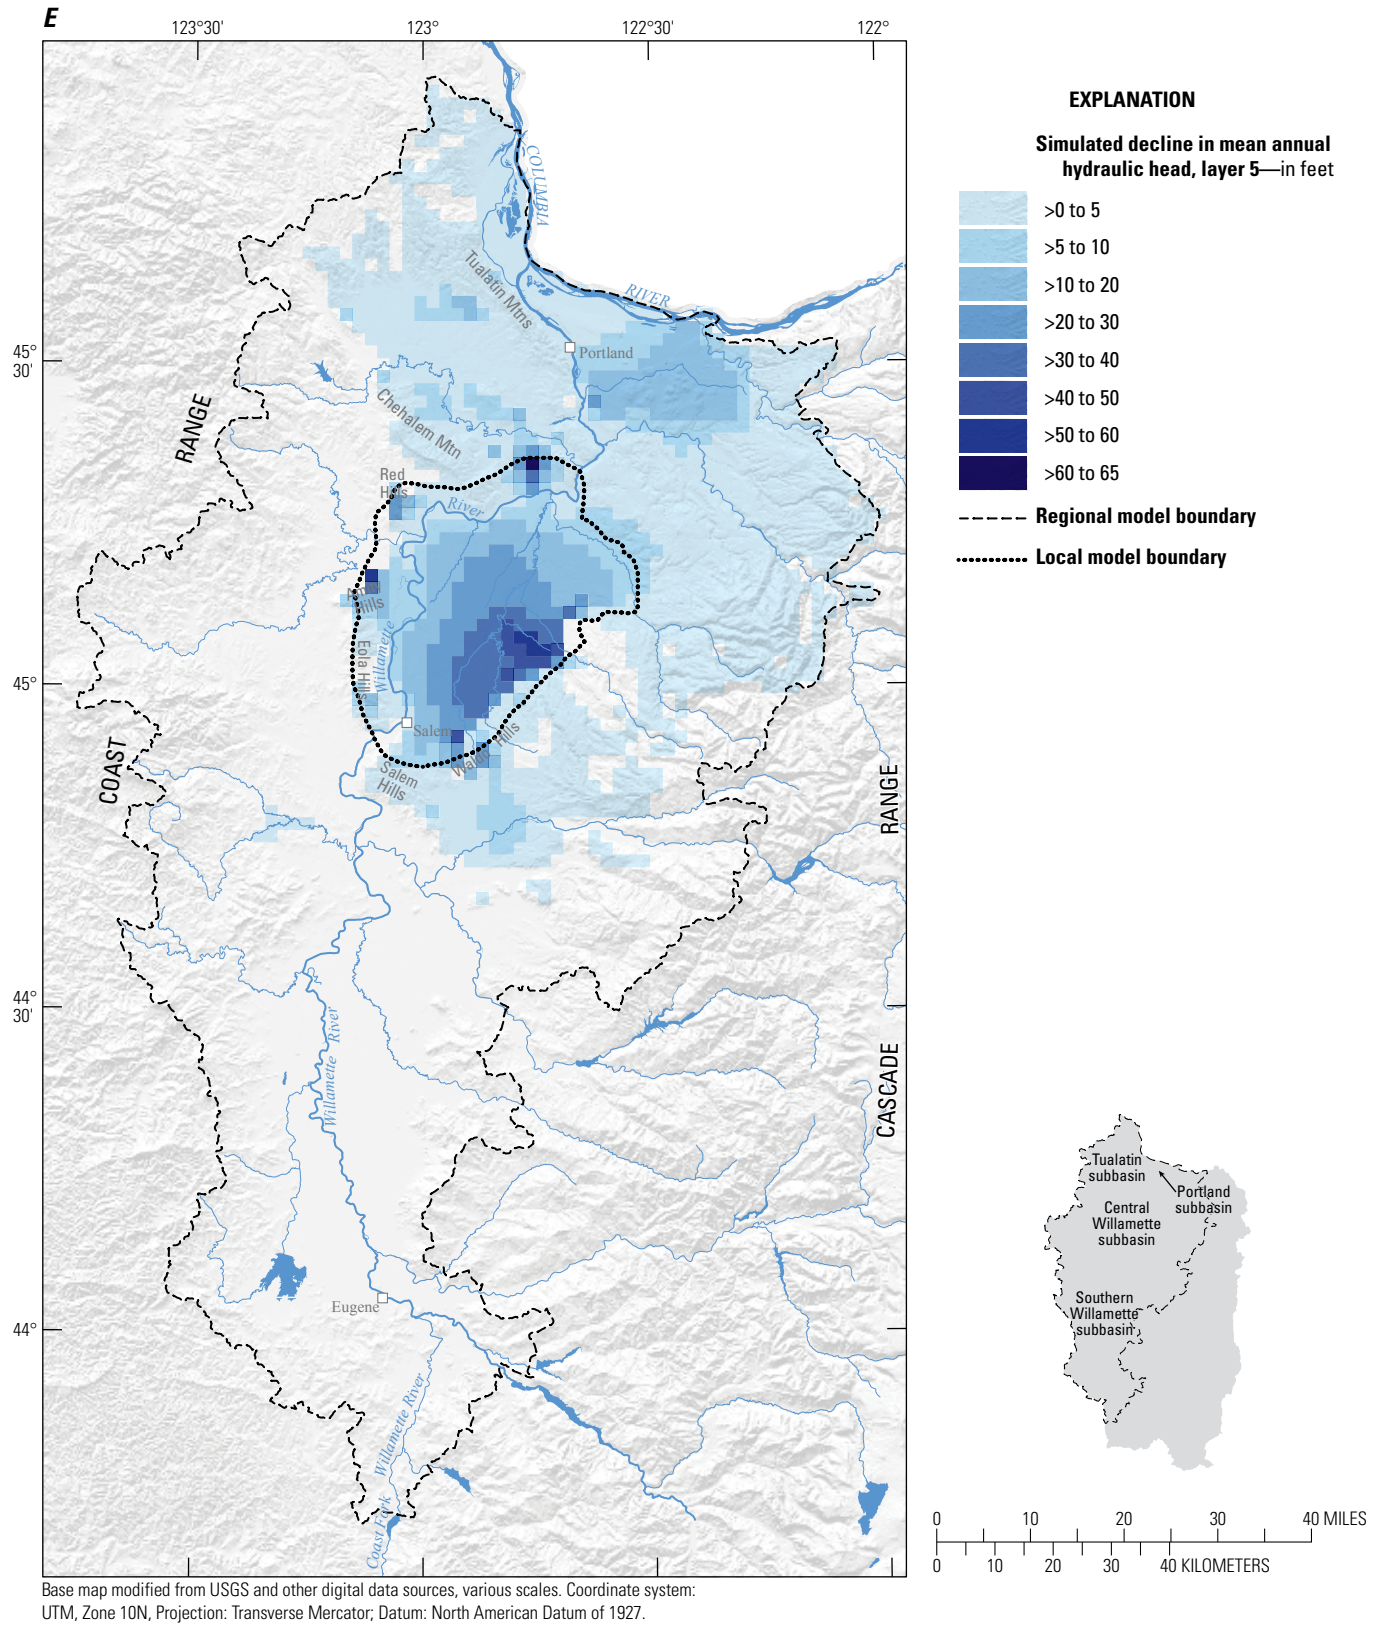 E
123°30'
123°
122°30'
122°
COLUMBIA
RIVER
Tualatin Mtns
Portland
45°
30'
RANGE
Chehalem Mtn
Red
Hills
River
Amity
Hills
Eola Hills
Willamette
45°
Salem
Waldo Hills
Salem
Hills
COAST
RANGE
44°
30'
Willamette River
CASCADE
Eugene
44°
Coast Fork Willamette River
EXPLANATION
Simulated decline in mean annual
hydraulic head, layer 5—in feet
>0 to 5
>5 to 10
>10 to 20
>20 to 30
>30 to 40
>40 to 50
>50 to 60
>60 to 65
Regional model boundary
Local model boundary
Tualatin
subbasin
Portland
subbasin
Central
Willamette
subbasin
Southern
Willamette
subbasin
0 10 20 30 40 MILES
0 10 20 30 40 KILOMETERS
Base map modified from USGS and other digital data sources, various scales. Coordinate system:
UTM, Zone 10N, Projection: Transverse Mercator; Datum: North American Datum of 1927.